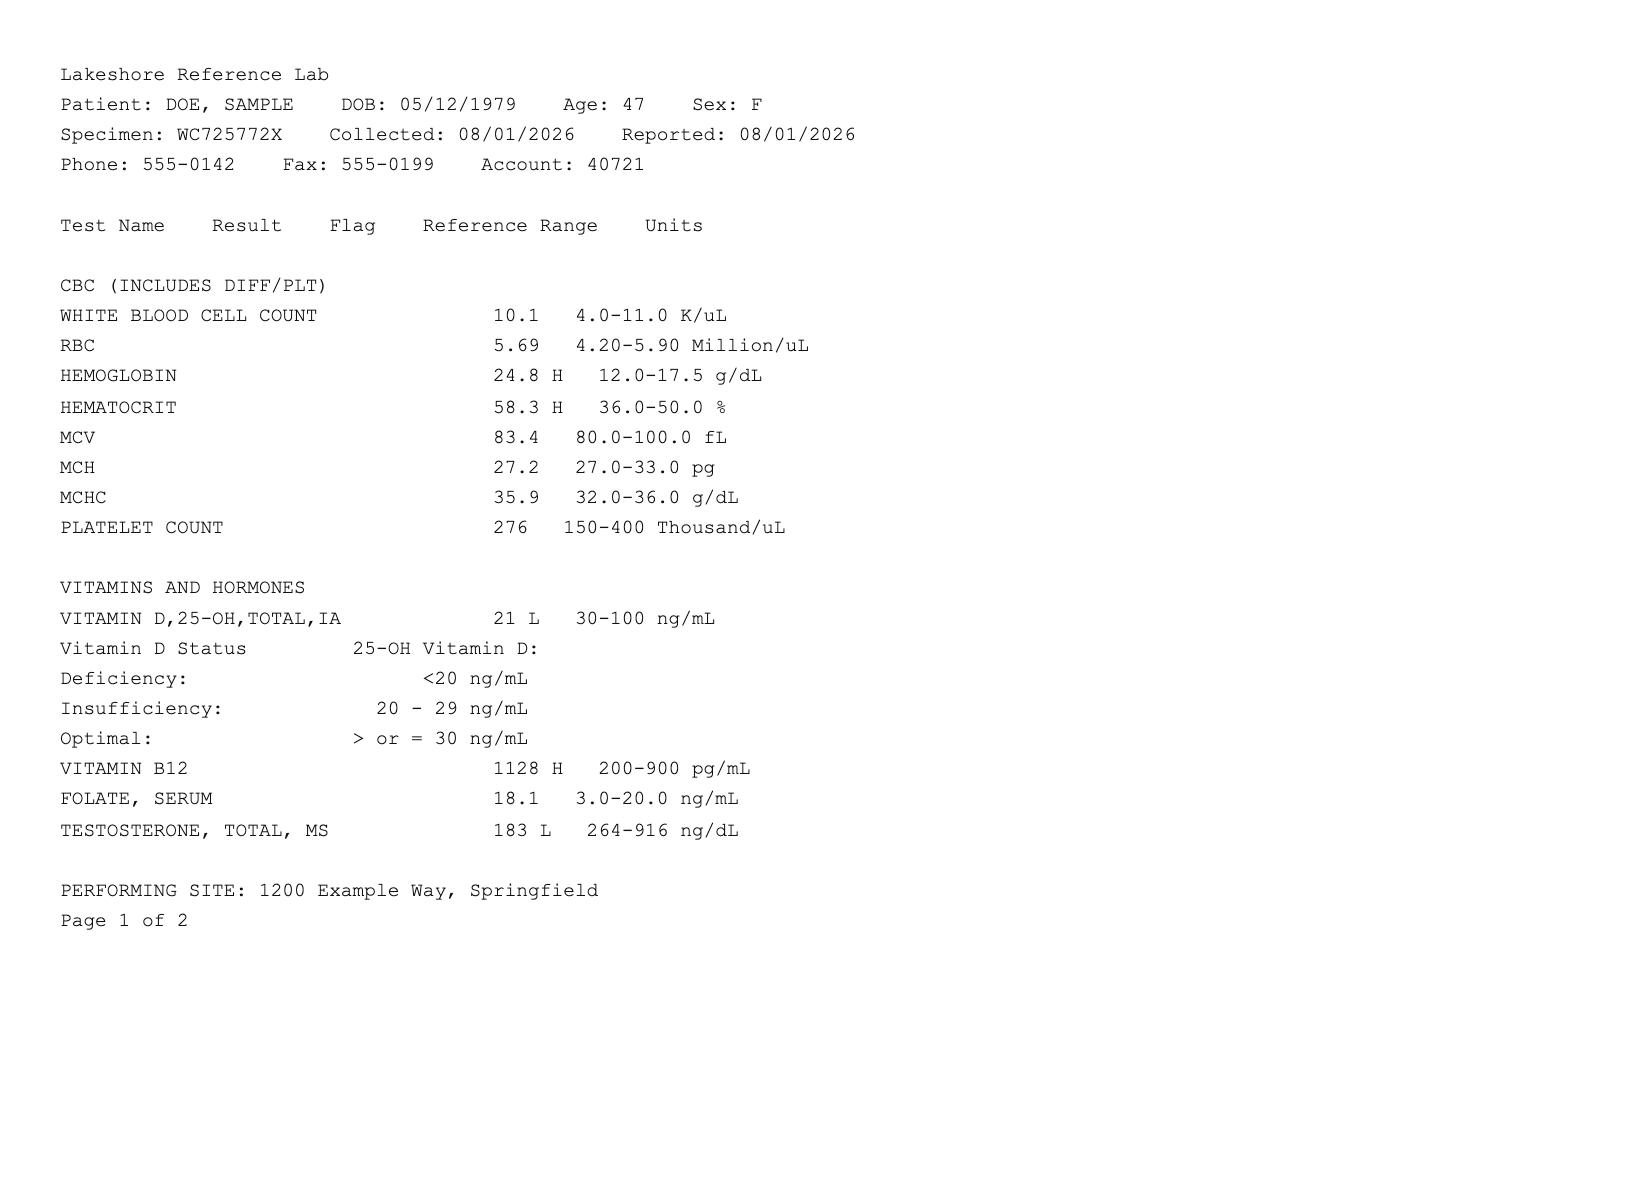 Lakeshore Reference Lab
Patient: DOE, SAMPLE    DOB: 05/12/1979    Age: 47    Sex: F
Specimen: WC725772X    Collected: 08/01/2026    Reported: 08/01/2026
Phone: 555-0142    Fax: 555-0199    Account: 40721
Test Name    Result    Flag    Reference Range    Units
CBC (INCLUDES DIFF/PLT)
WHITE BLOOD CELL COUNT               10.1   4.0-11.0 K/uL
RBC                                  5.69   4.20-5.90 Million/uL
HEMOGLOBIN                           24.8 H   12.0-17.5 g/dL
HEMATOCRIT                           58.3 H   36.0-50.0 %
MCV                                  83.4   80.0-100.0 fL
MCH                                  27.2   27.0-33.0 pg
MCHC                                 35.9   32.0-36.0 g/dL
PLATELET COUNT                       276   150-400 Thousand/uL
VITAMINS AND HORMONES
VITAMIN D,25-OH,TOTAL,IA             21 L   30-100 ng/mL
Vitamin D Status         25-OH Vitamin D:
Deficiency:                    <20 ng/mL
Insufficiency:             20 - 29 ng/mL
Optimal:                 > or = 30 ng/mL
VITAMIN B12                          1128 H   200-900 pg/mL
FOLATE, SERUM                        18.1   3.0-20.0 ng/mL
TESTOSTERONE, TOTAL, MS              183 L   264-916 ng/dL
PERFORMING SITE: 1200 Example Way, Springfield
Page 1 of 2